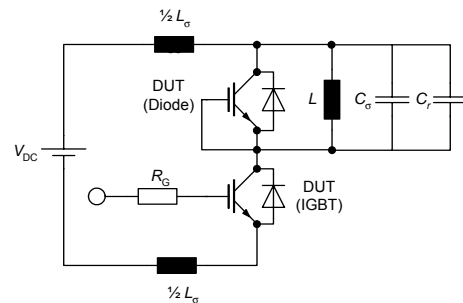 ½ Lσ
DUT
(Diode)
L
Cσ
Cr
VDC
RG
DUT
(IGBT)
½ Lσ